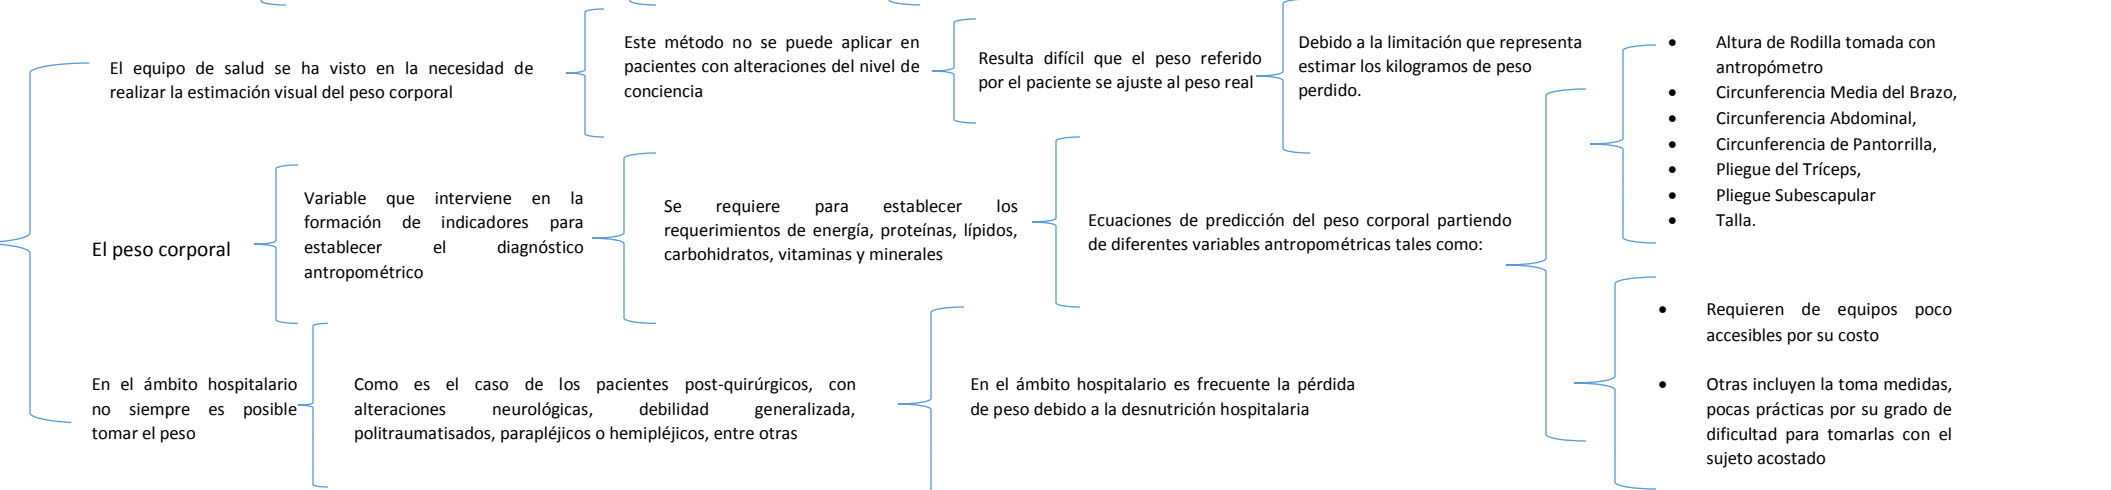 El equipo de salud se ha visto en la necesidad de
realizar la estimación visual del peso corporal
Este método no se puede aplicar en
pacientes con alteraciones del nivel de
conciencia
Resulta difícil que el peso referido
por el paciente se ajuste al peso real
Debido a la limitación que representa
estimar los kilogramos de peso
perdido.
El peso corporal
Variable que interviene en la
formación de indicadores para
establecer el diagnóstico
antropométrico
Se requiere para establecer los
requerimientos de energía, proteínas, lípidos,
carbohidratos, vitaminas y minerales
Ecuaciones de predicción del peso corporal partiendo
de diferentes variables antropométricas tales como:
• Altura de Rodilla tomada con
antropómetro
• Circunferencia Media del Brazo,
• Circunferencia Abdominal,
• Circunferencia de Pantorrilla,
• Pliegue del Tríceps,
• Pliegue Subescapular
• Talla.
• Requieren de equipos poco
accesibles por su costo
• Otras incluyen la toma medidas,
pocas prácticas por su grado de
dificultad para tomarlas con el
sujeto acostado
En el ámbito hospitalario
no siempre es posible
tomar el peso
Como es el caso de los pacientes post-quirúrgicos, con
alteraciones neurológicas, debilidad generalizada,
politraumatisados, parapléjicos o hemipléjicos, entre otras
En el ámbito hospitalario es frecuente la pérdida
de peso debido a la desnutrición hospitalaria